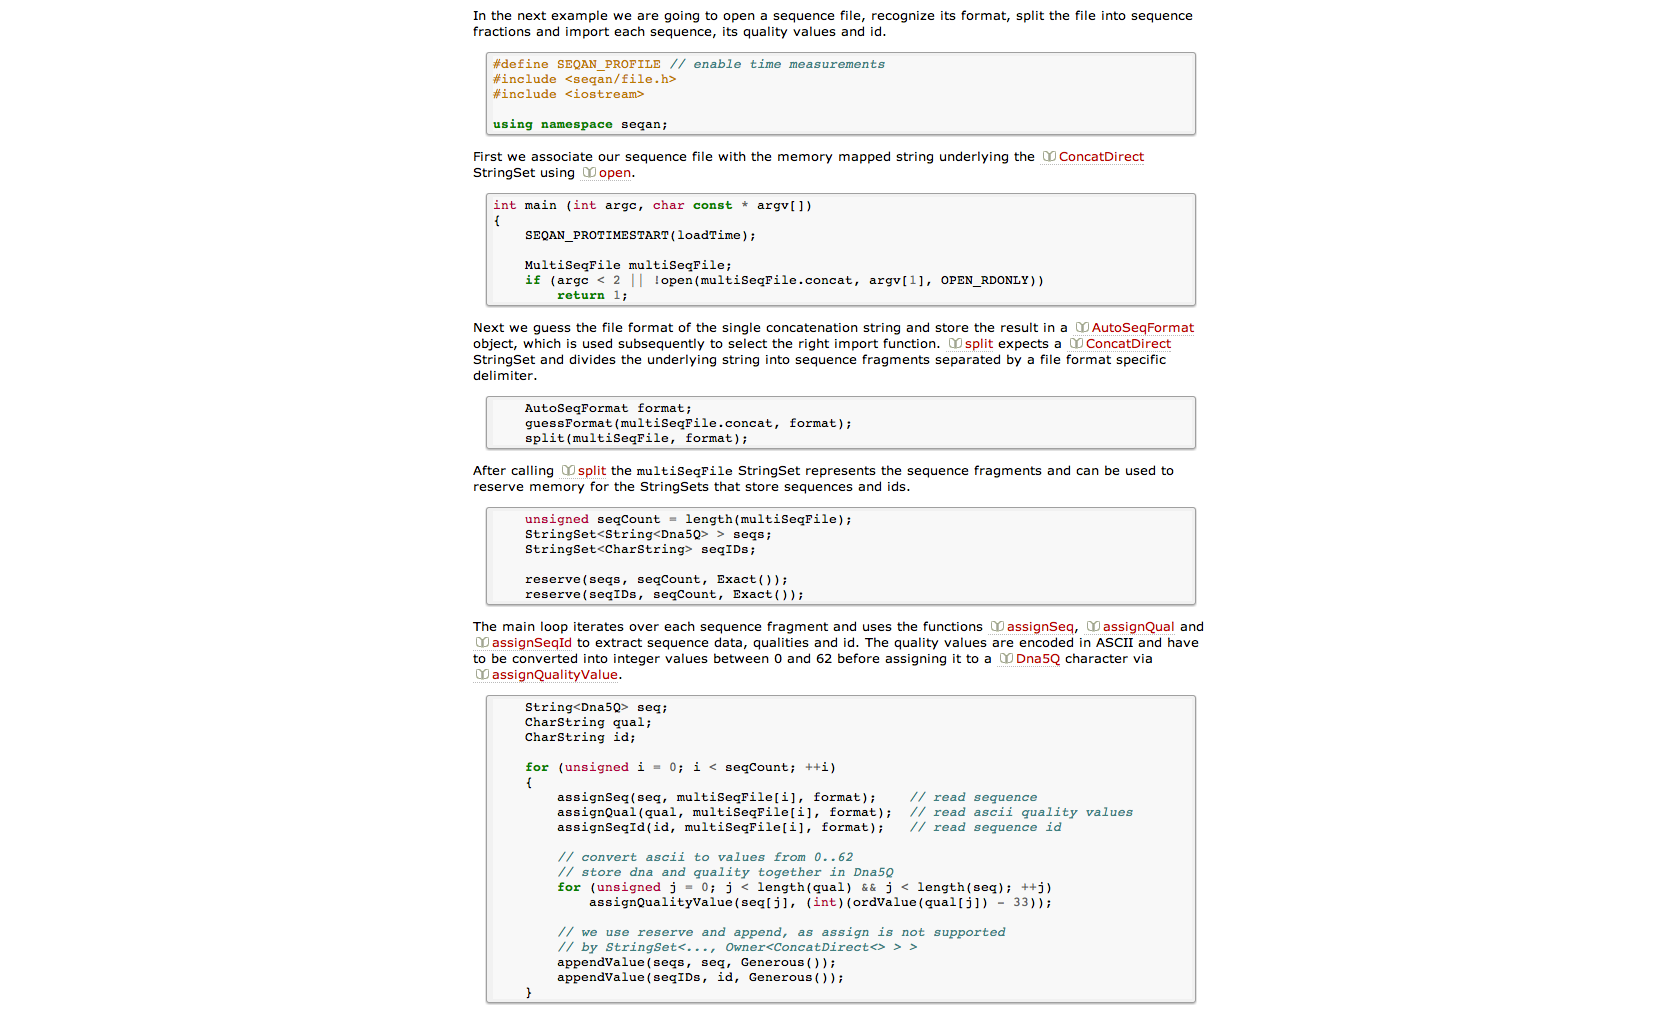 In the next example we are going to open a sequence file, recognize its format, split the file into sequence
fractions and import each sequence, its quality values and id.
#define SEQAN_PROFILE // enable time measurements
#include <seqan/file.h>
#include <iostream>
using namespace seqan;
First we associate our sequence file with the memory mapped string underlying the ConcatDirect
StringSet using open.
int main (int argc, char const * argv[])
{
SEQAN_PROTIMESTART(loadTime);
MultiSeqFile multiSeqFile;
if (argc < 2 || !open(multiSeqFile.concat, argv[1], OPEN_RDONLY))
return 1;
Next we guess the file format of the single concatenation string and store the result in a AutoSeqFormat
object, which is used subsequently to select the right import function. split expects a ConcatDirect
StringSet and divides the underlying string into sequence fragments separated by a file format specific
delimiter.
AutoSeqFormat format;
guessFormat(multiSeqFile.concat, format);
split(multiSeqFile, format);
After calling split the multiSeqFile StringSet represents the sequence fragments and can be used to
reserve memory for the StringSets that store sequences and ids.
unsigned seqCount = length(multiSeqFile);
StringSet<String<Dna5Q> > seqs;
StringSet<CharString> seqIDs;
reserve(seqs, seqCount, Exact());
reserve(seqIDs, seqCount, Exact());
The main loop iterates over each sequence fragment and uses the functions assignSeq, assignQual and
assignSeqId to extract sequence data, qualities and id. The quality values are encoded in ASCII and have
to be converted into integer values between 0 and 62 before assigning it to a Dna5Q character via
assignQualityValue.
String<Dna5Q> seq;
CharString qual;
CharString id;
for (unsigned i = 0; i < seqCount; ++i)
{
assignSeq(seq, multiSeqFile[i], format); // read sequence
assignQual(qual, multiSeqFile[i], format); // read ascii quality values
assignSeqId(id, multiSeqFile[i], format); // read sequence id
// convert ascii to values from 0..62
// store dna and quality together in Dna5Q
for (unsigned j = 0; j < length(qual) && j < length(seq); ++j)
assignQualityValue(seq[j], (int)(ordValue(qual[j]) - 33));
// we use reserve and append, as assign is not supported
// by StringSet<..., Owner<ConcatDirect<> > >
appendValue(seqs, seq, Generous());
appendValue(seqIDs, id, Generous());
}